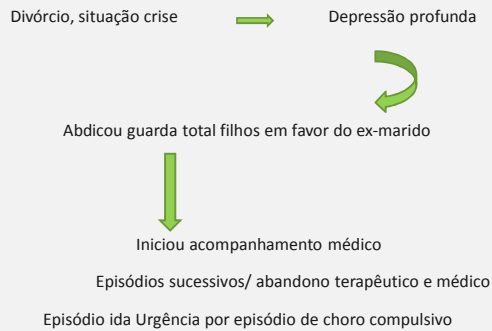 Divórcio, situação crise
Depressão profunda
Abdicou guarda total filhos em favor do ex-marido
Iniciou acompanhamento médico
Episódios sucessivos/ abandono terapêutico e médico
Episódio ida Urgência por episódio de choro compulsivo